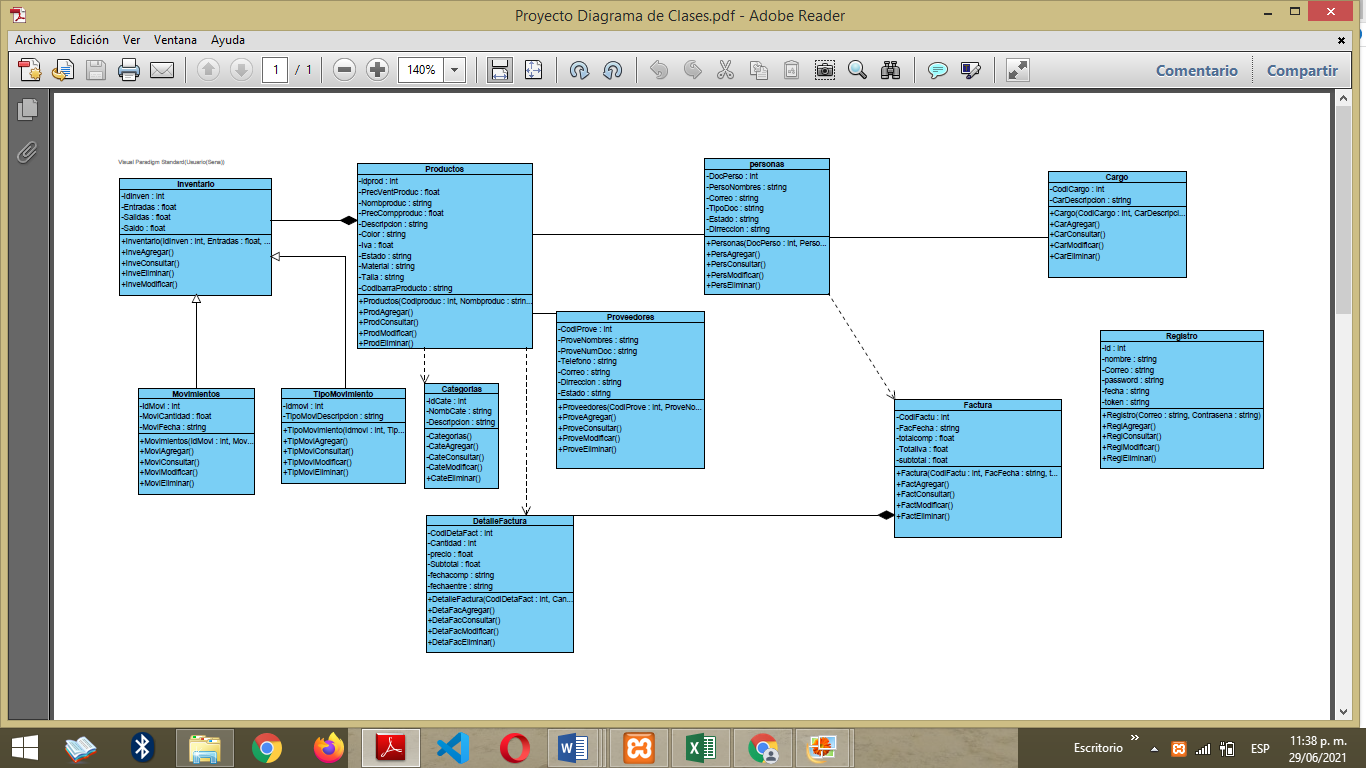 Proyecto Diagrama de Clases.pdf - Adobe Reader
Archivo Edición Ver Ventana Ayuda
1 / 1 140% Comentario Compartir
Visual Paradigm Standard(Usuario(Sena))
Inventario
-IdInven : int
-Entradas : float
-Salidas : float
-Saldo : float
+Inventario(IdInven : int, Entradas : float, ...
+InveAgregar()
+InveConsultar()
+InveEliminar()
+InveModificar()
Productos
-Idprod : int
-PrecVentProduc : float
-Nombproduc : string
-PrecCompproduc : float
-Descripcion : string
-Color : string
-Iva : float
-Estado : string
-Material : string
-Talla : string
-CodibarraProducto : string
+Productos(Codiproduc : int, Nombproduc : strin...
+ProdAgregar()
+ProdConsultar()
+ProdModificar()
+ProdEliminar()
personas
-DocPerso : int
-PersoNombres : string
-Correo : string
-TipoDoc : string
-Estado : string
-Dirreccion : string
+Personas(DocPerso : int, Perso...
+PersAgregar()
+PersConsultar()
+PersModificar()
+PersEliminar()
Cargo
-CodiCargo : int
-CarDescripcion : string
+Cargo(CodiCargo : int, CarDescripci...
+CarAgregar()
+CarConsultar()
+CarModificar()
+CarEliminar()
Proveedores
-CodiProve : int
-ProveNombres : string
-ProveNumDoc : string
-Telefono : string
-Correo : string
-Dirreccion : string
-Estado : string
+Proveedores(CodiProve : int, ProveNo...
+ProveAgregar()
+ProveConsultar()
+ProveModificar()
+ProveEliminar()
Registro
-id : int
-nombre : string
-Correo : string
-password : string
-fecha : string
-token : string
+Registro(Correo : string, Contrasena : string)
+RegiAgregar()
+RegiConsultar()
+RegiModificar()
+RegiEliminar()
Movimientos
-IdMovi : int
-MoviCantidad : float
-MoviFecha : string
+Movimientos(IdMovi : int, Mov...
+MoviAgregar()
+MoviConsultar()
+MoviModificar()
+MoviEliminar()
TipoMovimiento
-Idmovi : int
-TipoMoviDescripcion : string
+TipoMovimiento(Idmovi : int, Tip...
+TipMoviAgregar()
+TipMoviConsultar()
+TipMoviModificar()
+TipMoviEliminar()
Categorias
-IdCate : int
-NombCate : string
-Descripcion : string
-Categorias()
-CateAgregar()
-CateConsultar()
-CateModificar()
+CateEliminar()
Factura
-CodiFactu : int
-FacFecha : string
-totalcomp : float
-TotalIva : float
-subtotal : float
+Factura(CodiFactu : int, FacFecha : string, t...
+FactAgregar()
+FactConsultar()
+FactModificar()
+FactEliminar()
DetalleFactura
-CodiDetaFact : int
-Cantidad : int
-precio : float
-Subtotal : float
-fechacomp : string
-fechaentre : string
+DetalleFactura(CodiDetaFact : int, Can...
+DetaFacAgregar()
+DetaFacConsultar()
+DetaFacModificar()
+DetaFacEliminar()
Escritorio ESP
11:38 p. m.
29/06/2021